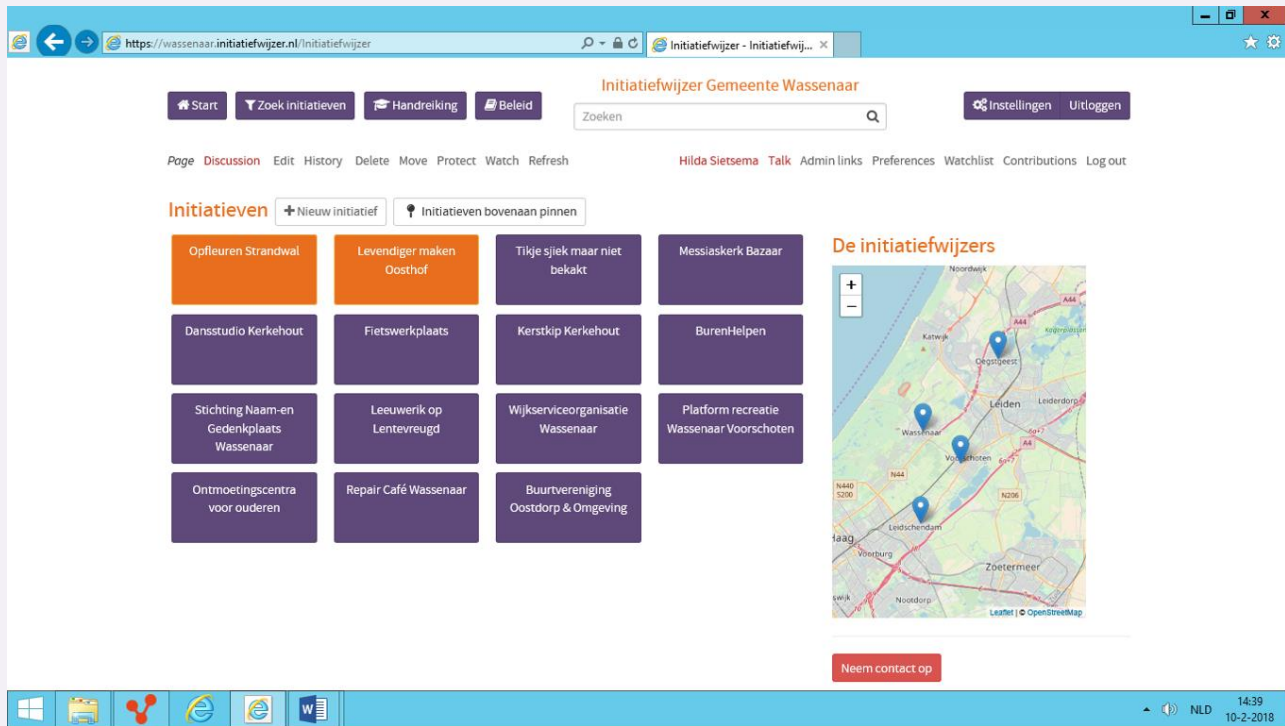 https://wassenaar.initiatiefwijzer.nl/Initiatiefwijzer
Initiatiefwijzer - Initiatiefwij...
Initiatiefwijzer Gemeente Wassenaar
Start
Zoek initiatieven
Handreiking
Beleid
Zoeken
Instellingen
Uitloggen
Page Discussion Edit History Delete Move Protect Watch Refresh
Hilda Sietsema Talk Admin links Preferences Watchlist Contributions Log out
Initiatieven
+ Nieuw initiatief
Initiatieven bovenaan pinnen
Opfleuren Strandwal
Levendiger maken
Oosthof
Tikje sjiek maar niet
bekakt
Messiaskerk Bazaar
Dansstudio Kerkehout
Fietswerkplaats
Kerstkip Kerkehout
BurenHelpen
Stichting Naam-en
Gedenkplaats
Wassenaar
Leeuwerik op
Lentevreugd
Wijkserviceorganisatie
Wassenaar
Platform recreatie
Wassenaar Voorschoten
Ontmoetingscentra
voor ouderen
Repair Café Wassenaar
Buurtvereniging
Oostdorp & Omgeving
De initiatiefwijzers
+
−
Noordwijk
A44
A44
Katwijk
Oegstgeest
Leiden
Leiderdorp
Wassenaar
A4
N44
N440
S200
N206
Leidschendam
Haag
Voorburg
Zoetermeer
swijk
Nootdorp
Leaflet | © OpenStreetMap
Neem contact op
NLD
14:39
10-2-2018